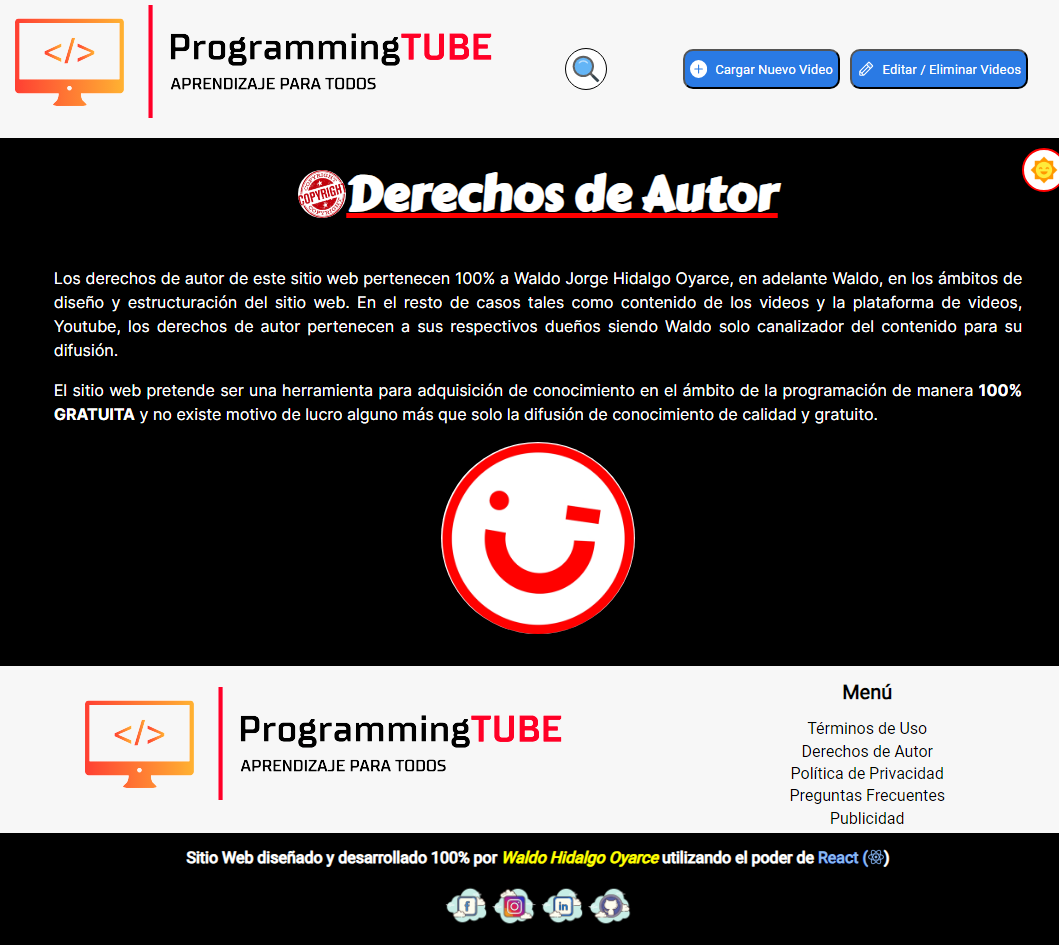 </>
ProgrammingTUBE
APRENDIZAJE PARA TODOS
Cargar Nuevo Video
Editar / Eliminar Videos
COPYRIGHT
Derechos de Autor
Los derechos de autor de este sitio web pertenecen 100% a Waldo Jorge Hidalgo Oyarce, en adelante Waldo, en los ámbitos de
diseño y estructuración del sitio web. En el resto de casos tales como contenido de los videos y la plataforma de videos,
Youtube, los derechos de autor pertenecen a sus respectivos dueños siendo Waldo solo canalizador del contenido para su
difusión.
El sitio web pretende ser una herramienta para adquisición de conocimiento en el ámbito de la programación de manera 100%
GRATUITA y no existe motivo de lucro alguno más que solo la difusión de conocimiento de calidad y gratuito.
</>
ProgrammingTUBE
APRENDIZAJE PARA TODOS
Menú
Términos de Uso
Derechos de Autor
Política de Privacidad
Preguntas Frecuentes
Publicidad
Sitio Web diseñado y desarrollado 100% por Waldo Hidalgo Oyarce utilizando el poder de React (⚛)
f
in